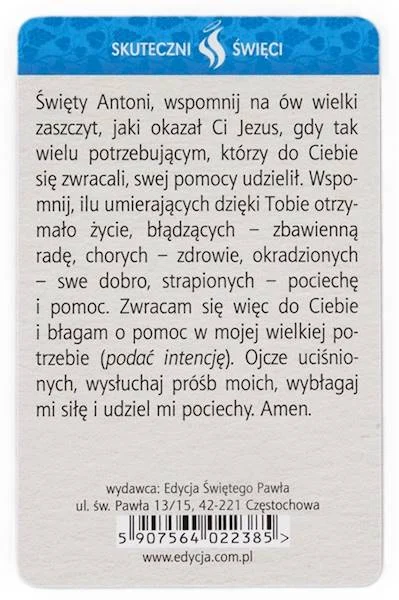 SKUTECZNI ŚWIĘCI
Święty Antoni, wspomnij na ów wielki
zaszczyt, jaki okazał Ci Jezus, gdy tak
wielu potrzebującym, którzy do Ciebie
się zwracali, swej pomocy udzielił. Wspo-
mnij, ilu umierających dzięki Tobie otrzy-
mało życie, błądzących – zbawienną
radę, chorych – zdrowie, okradzionych
– swe dobro, strapionych – pociechę
i pomoc. Zwracam się więc do Ciebie
i błagam o pomoc w mojej wielkiej po-
trzebie (podać intencję). Ojcze uciśnio-
nych, wysłuchaj próśb moich, wybłagaj
mi siłę i udziel mi pociechy. Amen.
wydawca: Edycja Świętego Pawła
ul. św. Pawła 13/15, 42-221 Częstochowa
5 907564 022385 >
www.edycja.com.pl